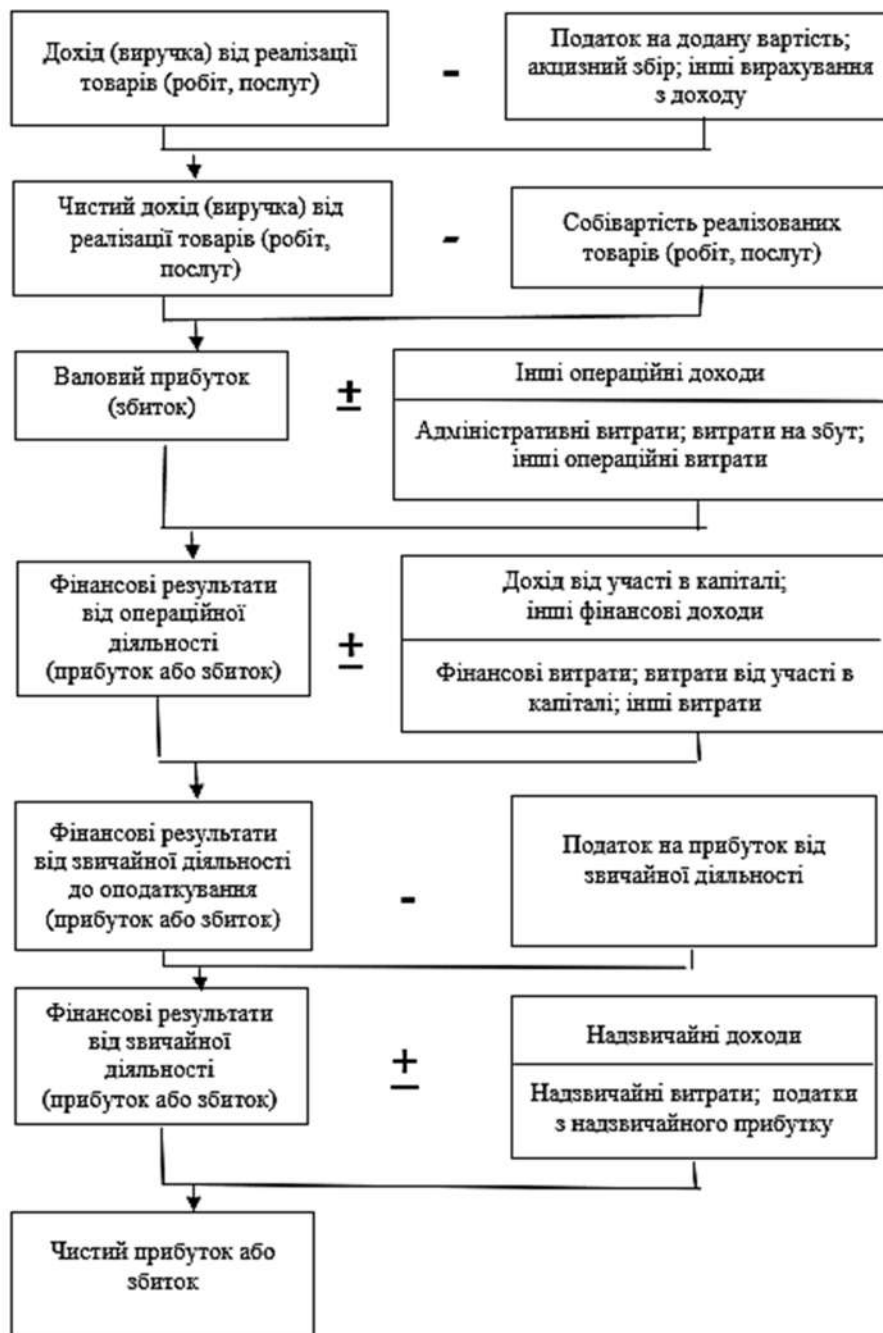 Дохід (виручка) від реалізації
товарів (робіт, послуг)
-
Податок на додану вартість;
акцизний збір; інші вирахування
з доходу
Чистий дохід (виручка) від
реалізації товарів (робіт,
послуг)
-
Собівартість реалізованих
товарів (робіт, послуг)
Валовий прибуток
(збиток)
±
Інші операційні доходи
Адміністративні витрати; витрати на збут;
інші операційні витрати
Фінансові результати
від операційної
діяльності
(прибуток або збиток)
±
Дохід від участі в капіталі;
інші фінансові доходи
Фінансові витрати; витрати від участі в
капіталі; інші витрати
Фінансові результати
від звичайної діяльності
до оподаткування
(прибуток або збиток)
-
Податок на прибуток від
звичайної діяльності
Фінансові результати
від звичайної
діяльності
(прибуток або збиток)
±
Надзвичайні доходи
Надзвичайні витрати; податки
з надзвичайного прибутку
Чистий прибуток або
збиток